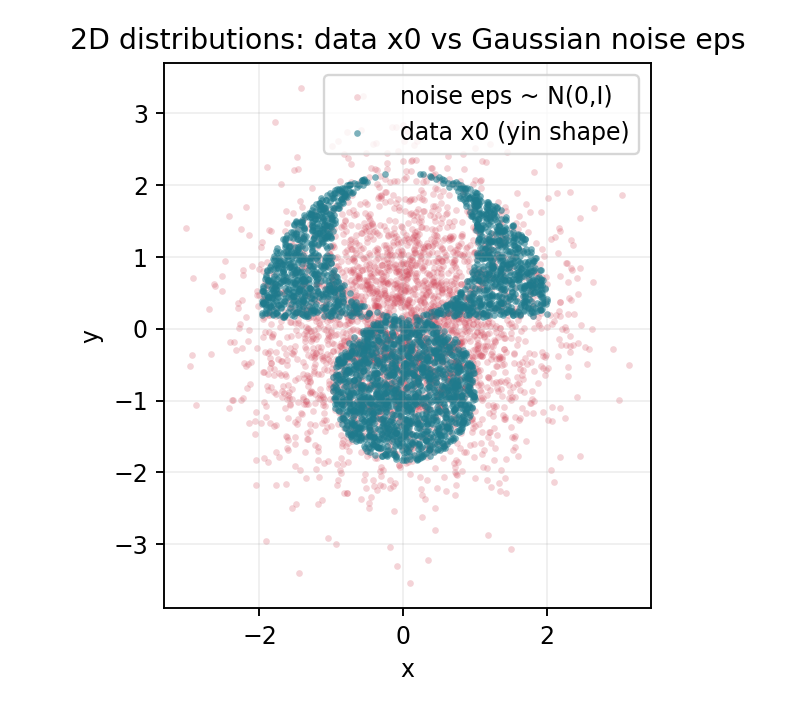 2D distributions: data x0 vs Gaussian noise eps
noise eps ~ N(0,I)
data x0 (yin shape)
3
2
1
0
−1
−2
−3
y
−2
0
2
x